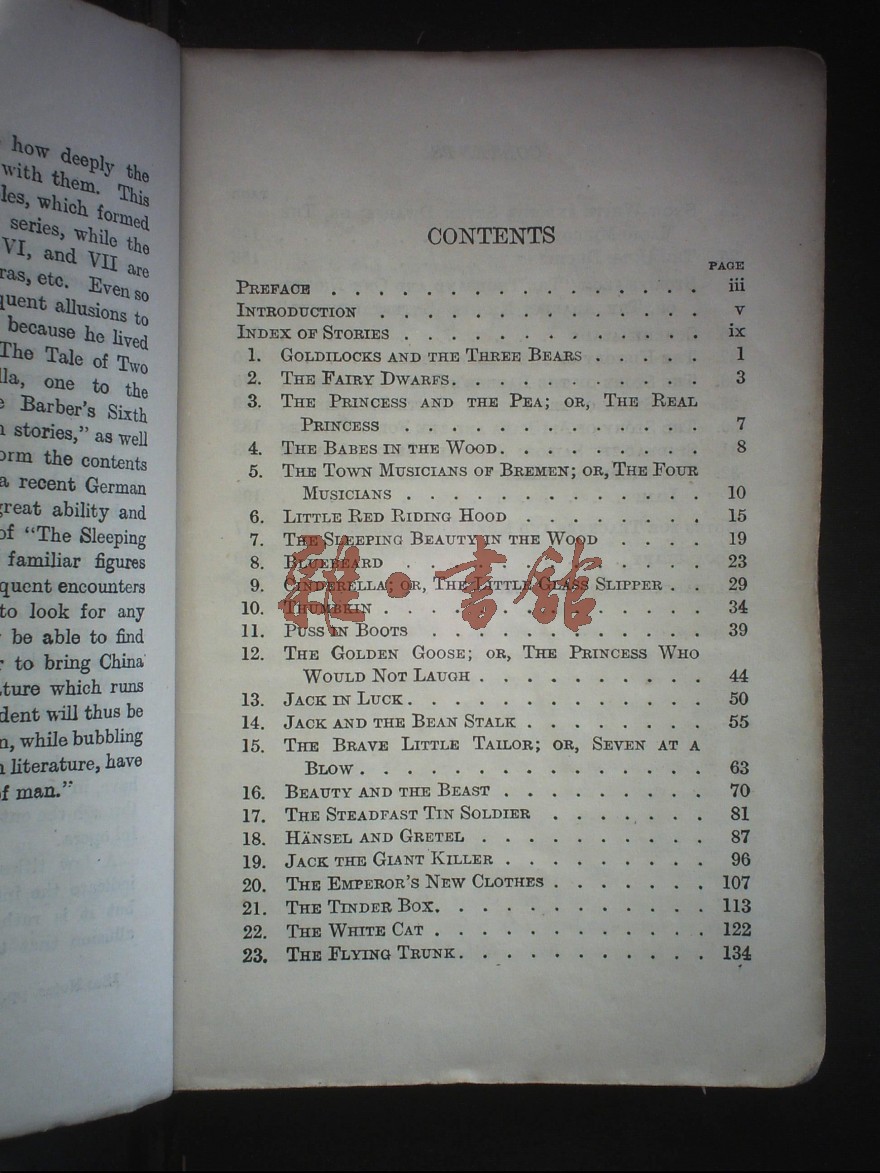 how deeply the
with them. This
les, which formed
series, while the
VI, and VII are
ras, etc. Even so
quent allusions to
because he lived
The Tale of Two
lla, one to the
Barber's Sixth
stories," as well
orm the contents
a recent German
great ability and
of "The Sleeping
familiar figures
quent encounters
to look for any
be able to find
to bring China
ture which runs
dent will thus be
n, while bubbling
literature, have
of man."
CONTENTS
PAGE
PREFACE . . . . . . . . . . . . . . . . iii
INTRODUCTION . . . . . . . . . . . . . . v
INDEX OF STORIES . . . . . . . . . . . . . ix
1. GOLDILOCKS AND THE THREE BEARS . . . . . 1
2. THE FAIRY DWARFS . . . . . . . . . . . 3
3. THE PRINCESS AND THE PEA; OR, THE REAL
PRINCESS . . . . . . . . . . . . . 7
4. THE BABES IN THE WOOD . . . . . . . . . 8
5. THE TOWN MUSICIANS OF BREMEN; OR, THE FOUR
MUSICIANS . . . . . . . . . . . . . 10
6. LITTLE RED RIDING HOOD . . . . . . . . 15
7. THE SLEEPING BEAUTY IN THE WOOD . . . . 19
8. BLUEBEARD . . . . . . . . . . . . . 23
9. CINDERELLA; OR, THE LITTLE GLASS SLIPPER . . 29
10. THUMBKIN . . . . . . . . . . . . . . 34
11. PUSS IN BOOTS . . . . . . . . . . . . 39
12. THE GOLDEN GOOSE; OR, THE PRINCESS WHO
WOULD NOT LAUGH . . . . . . . . . . 44
13. JACK IN LUCK . . . . . . . . . . . . . 50
14. JACK AND THE BEAN STALK . . . . . . . . 55
15. THE BRAVE LITTLE TAILOR; OR, SEVEN AT A
BLOW . . . . . . . . . . . . . . . 63
16. BEAUTY AND THE BEAST . . . . . . . . . 70
17. THE STEADFAST TIN SOLDIER . . . . . . . 81
18. HÄNSEL AND GRETEL . . . . . . . . . . 87
19. JACK THE GIANT KILLER . . . . . . . . . 96
20. THE EMPEROR'S NEW CLOTHES . . . . . . . 107
21. THE TINDER BOX . . . . . . . . . . . . 113
22. THE WHITE CAT . . . . . . . . . . . . 122
23. THE FLYING TRUNK . . . . . . . . . . . 134
雅·書館